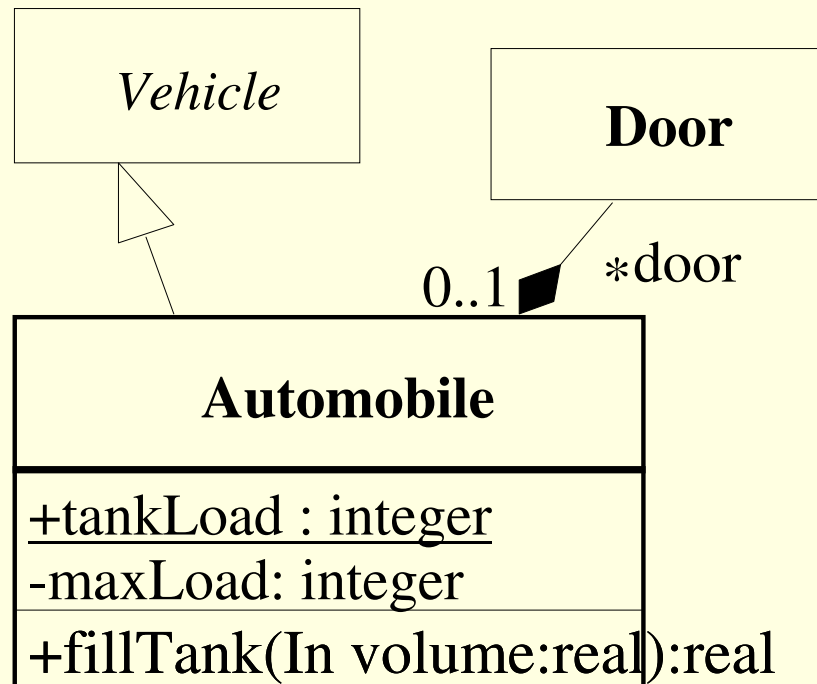 Vehicle
Door
0..1
*door
Automobile
+tankLoad : integer
-maxLoad: integer
+fillTank(In volume:real):real